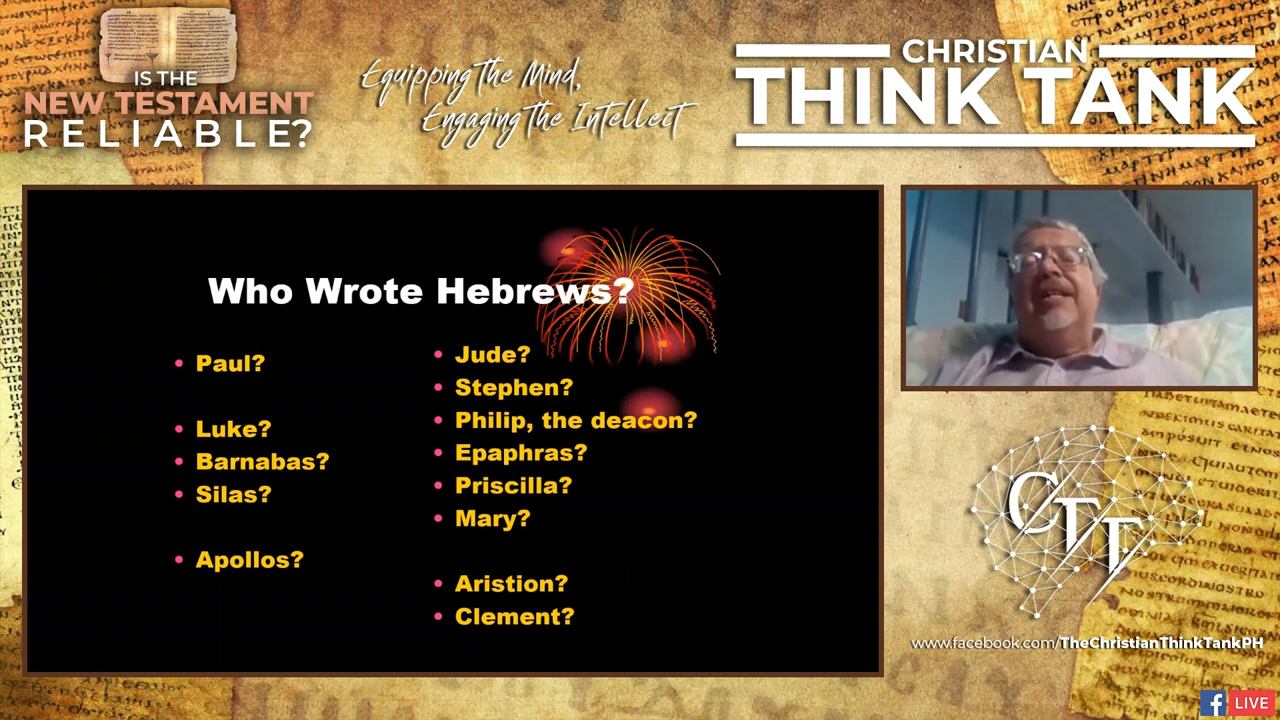 IS THE
NEW TESTAMENT
RELIABLE?
Equipping The Mind,
Engaging The Intellect
CHRISTIAN
THINK TANK
Who Wrote Hebrews?
• Paul?
• Luke?
• Barnabas?
• Silas?
• Apollos?
• Jude?
• Stephen?
• Philip, the deacon?
• Epaphras?
• Priscilla?
• Mary?
• Aristion?
• Clement?
CTT
www.facebook.com/TheChristianThinkTankPH
f LIVE